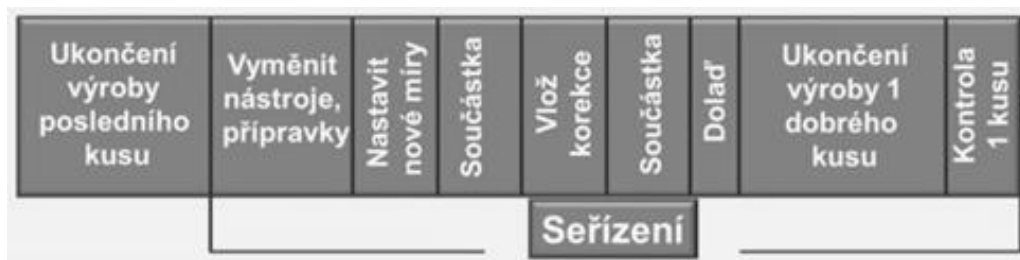 Ukončení
výroby
posledního
kusu
Vyměnit
nástroje,
přípravky
Nastavit
nové míry
Součástka
Vlož
korekce
Součástka
Dolaď
Ukončení
výroby 1
dobrého
kusu
Kontrola
1 kusu
Seřízení